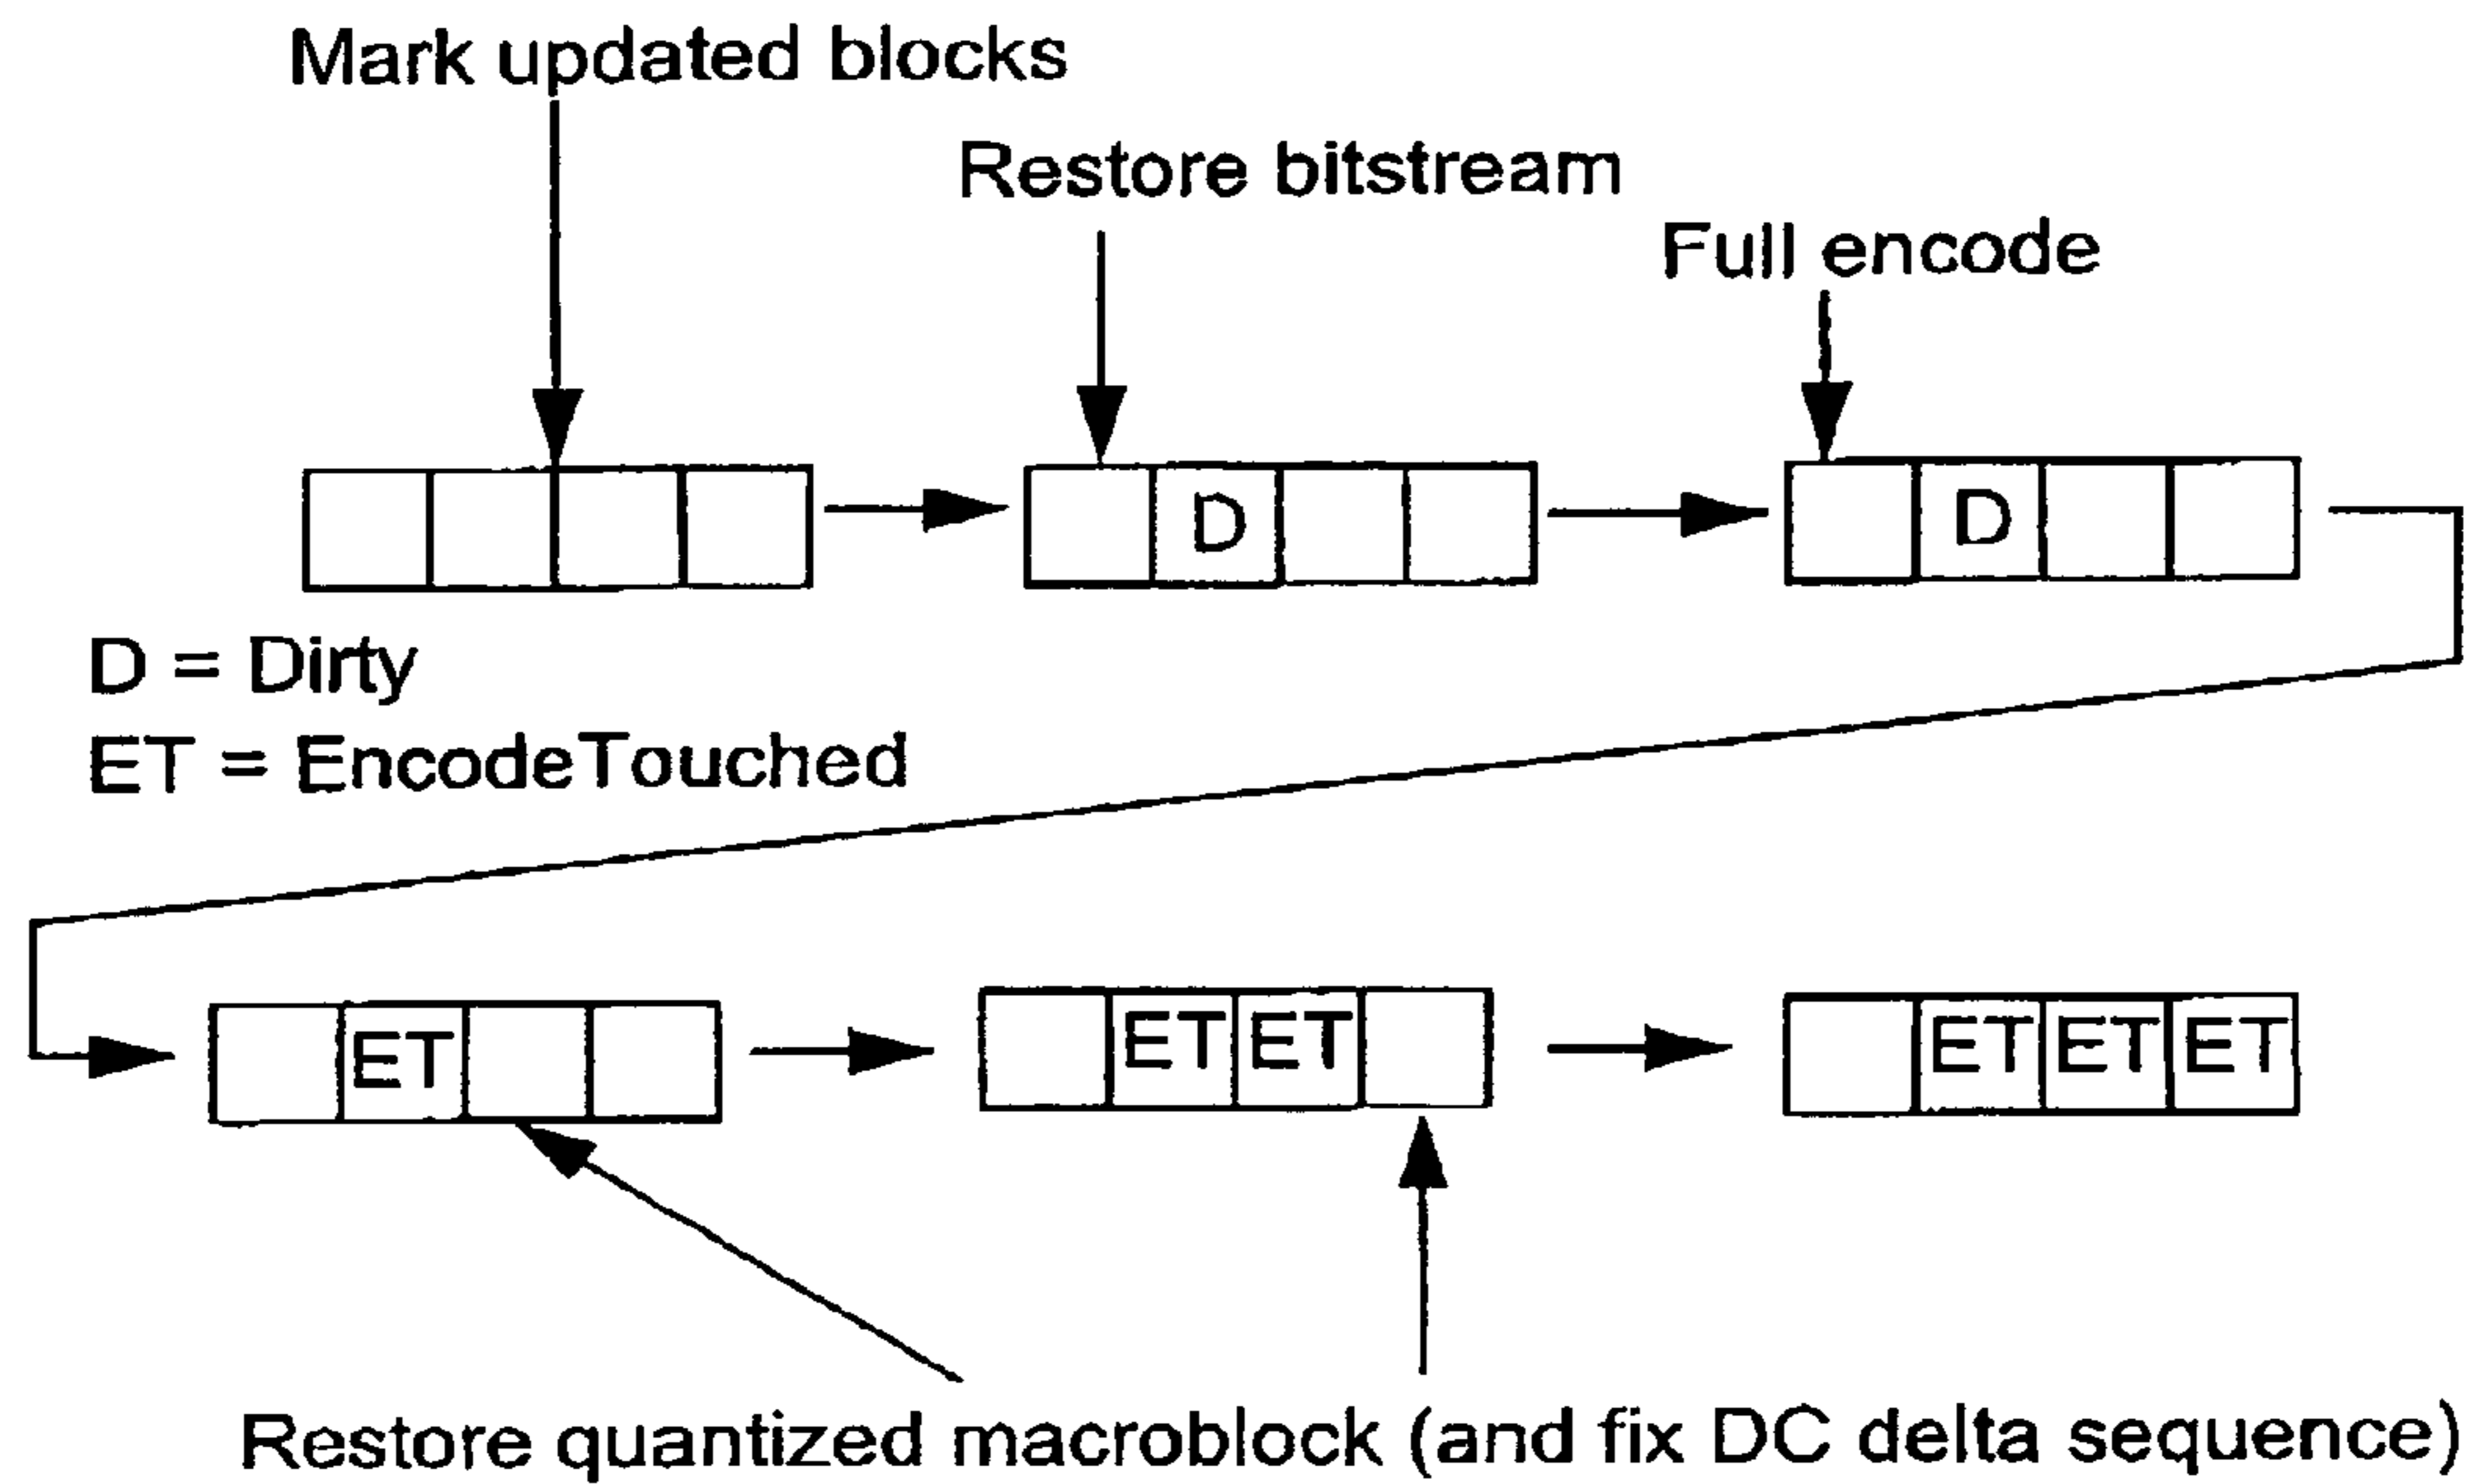 Mark updated blocks
Restore bitstream
Full encode
D
D
D = Dirty
ET = EncodeTouched
ET
ET ET
ET ET ET
Restore quantized macroblock (and fix DC delta sequence)